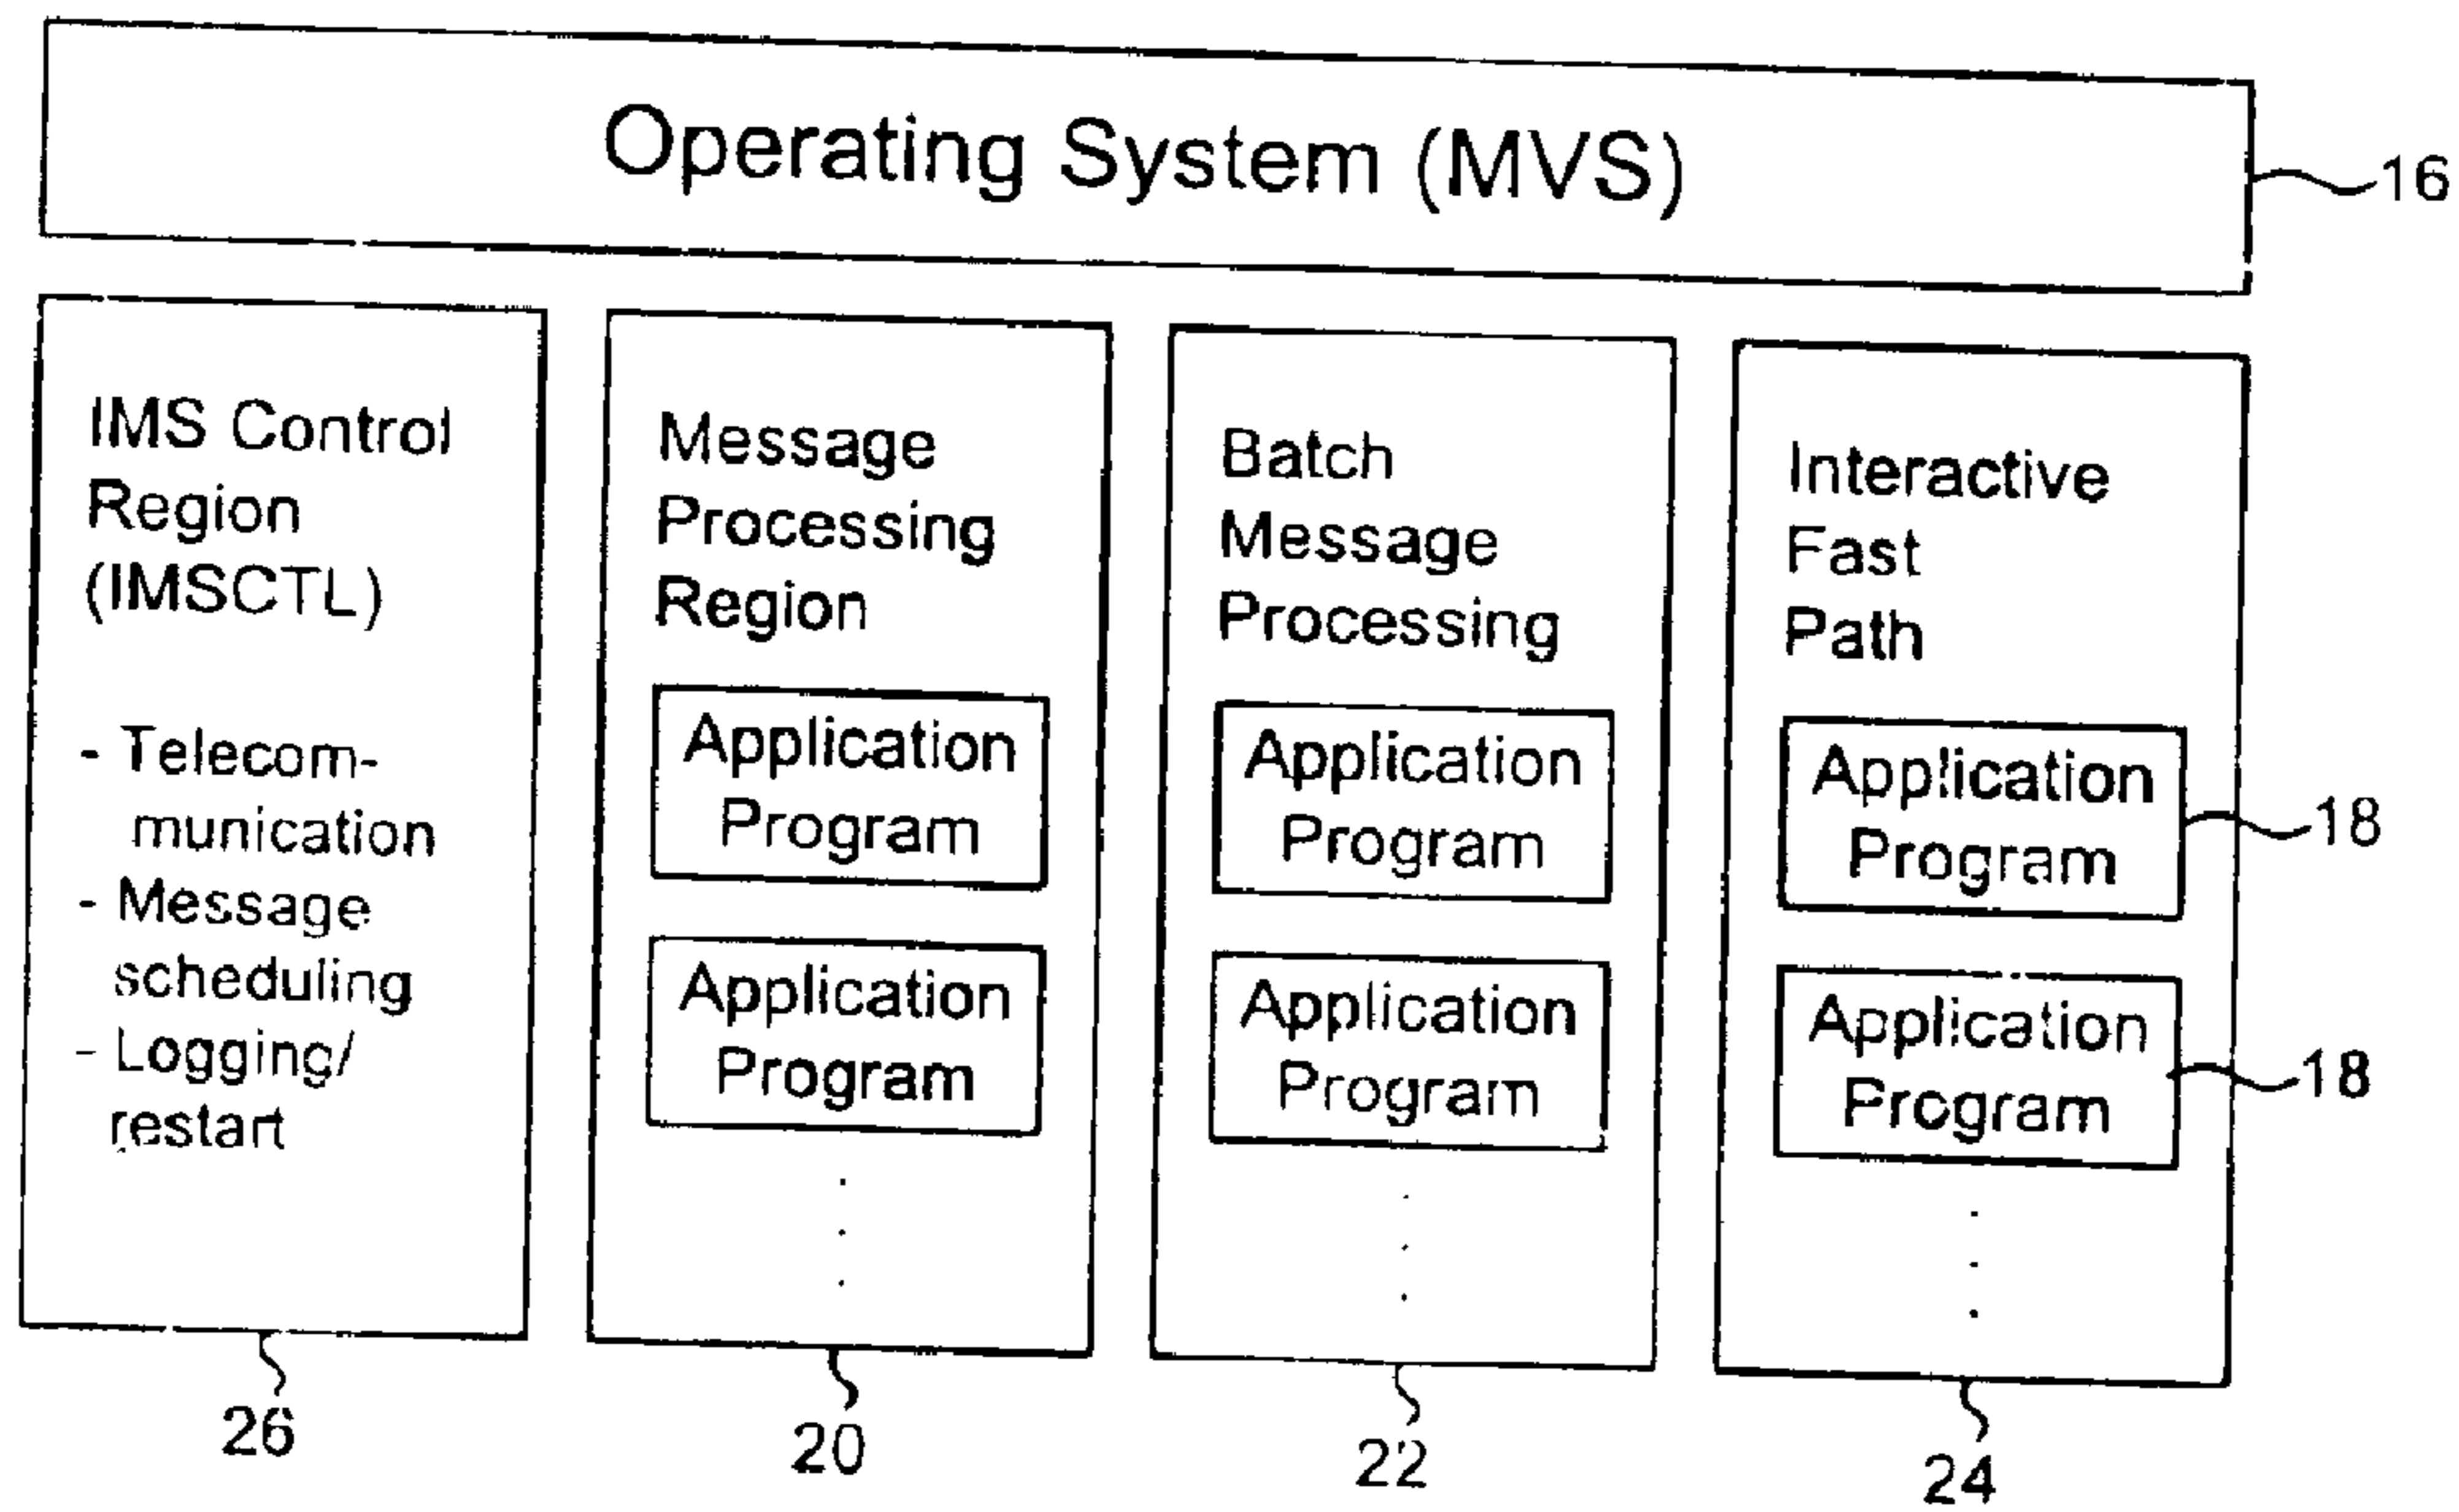 Operating System (MVS)
16
IMS Control
Region
(IMSCTL)
- Telecom-
munication
- Message
scheduling
- Logging/
restart
26
Message
Processing
Region
Application
Program
Application
Program
20
Batch
Message
Processing
Application
Program
Application
Program
22
Interactive
Fast
Path
Application
Program
18
Application
Program
18
24